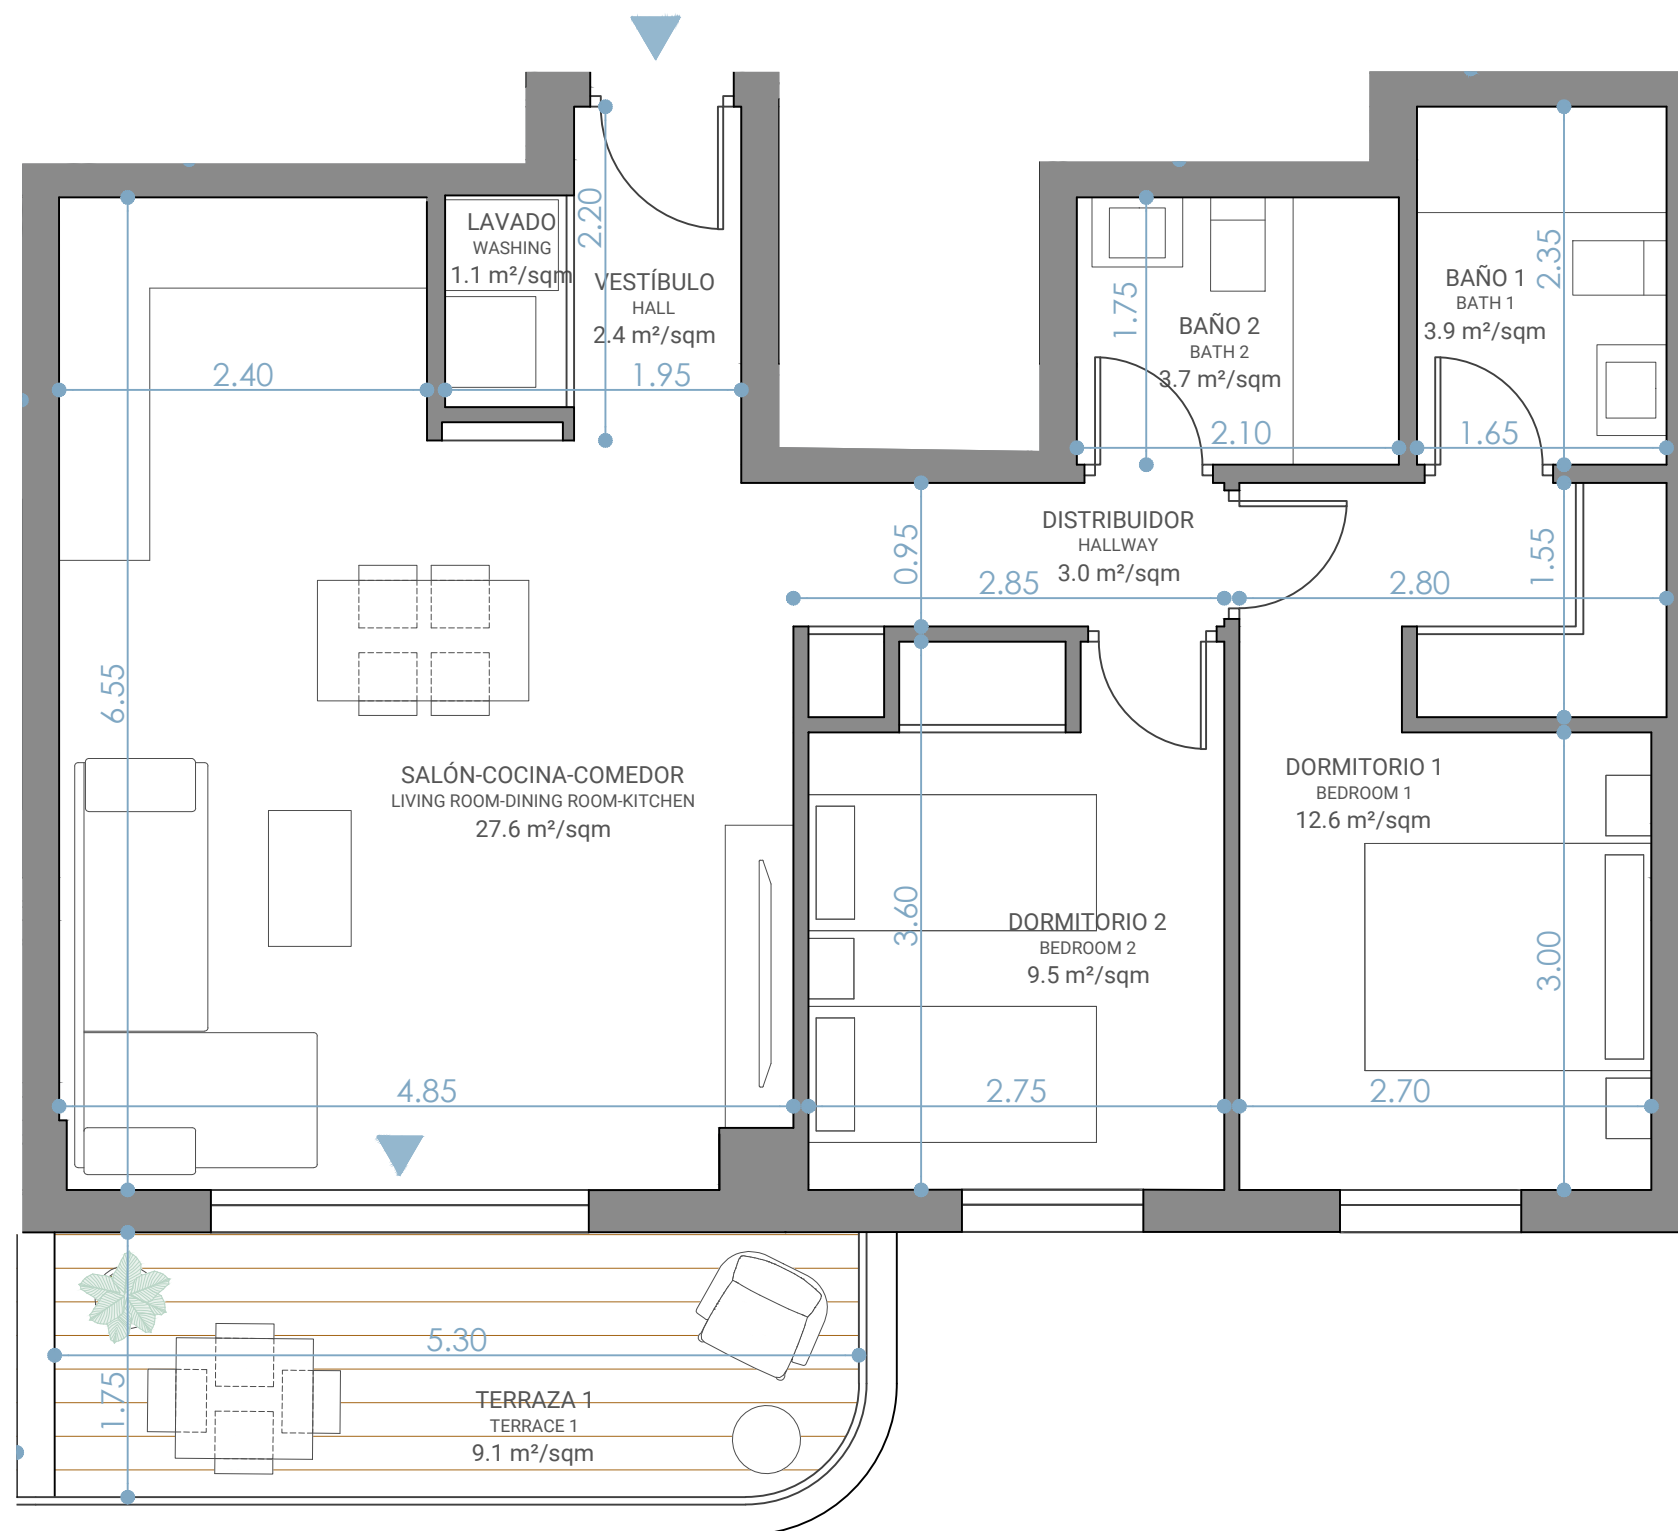 LAVADO
WASHING
1.1 m²/sqm
2.20
VESTÍBULO
HALL
2.4 m²/sqm
2.40
1.95
1.75
BAÑO 2
BATH 2
3.7 m²/sqm
2.10
2.35
BAÑO 1
BATH 1
3.9 m²/sqm
1.65
DISTRIBUIDOR
HALLWAY
3.0 m²/sqm
0.95
2.85
1.55
2.80
6.55
SALÓN-COCINA-COMEDOR
LIVING ROOM-DINING ROOM-KITCHEN
27.6 m²/sqm
DORMITORIO 1
BEDROOM 1
12.6 m²/sqm
3.60
DORMITORIO 2
BEDROOM 2
9.5 m²/sqm
3.00
4.85
2.75
2.70
5.30
1.75
TERRAZA 1
TERRACE 1
9.1 m²/sqm